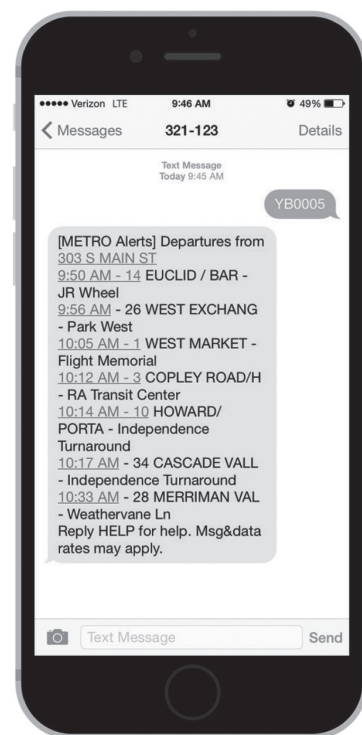 ●●●●● Verizon LTE 9:46 AM 49%
Messages 321-123 Details
Text Message
Today 9:45 AM
YB0005
[METRO Alerts] Departures from
303 S MAIN ST
9:50 AM - 14 EUCLID / BAR -
JR Wheel
9:56 AM - 26 WEST EXCHANG
- Park West
10:05 AM - 1 WEST MARKET -
Flight Memorial
10:12 AM - 3 COPLEY ROAD/H
- RA Transit Center
10:14 AM - 10 HOWARD/
PORTA - Independence
Turnaround
10:17 AM - 34 CASCADE VALL
- Independence Turnaround
10:33 AM - 28 MERRIMAN VAL
- Weathervane Ln
Reply HELP for help. Msg&data
rates may apply.
Text Message Send